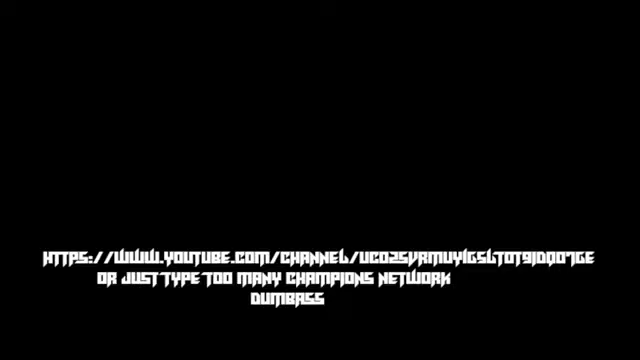 HTTPS://WWW.YOUTUBE.COM/CHANNEL/
OR JUST TYPE TOO MANY CHAMPIONS NETWORK
DUMBASS